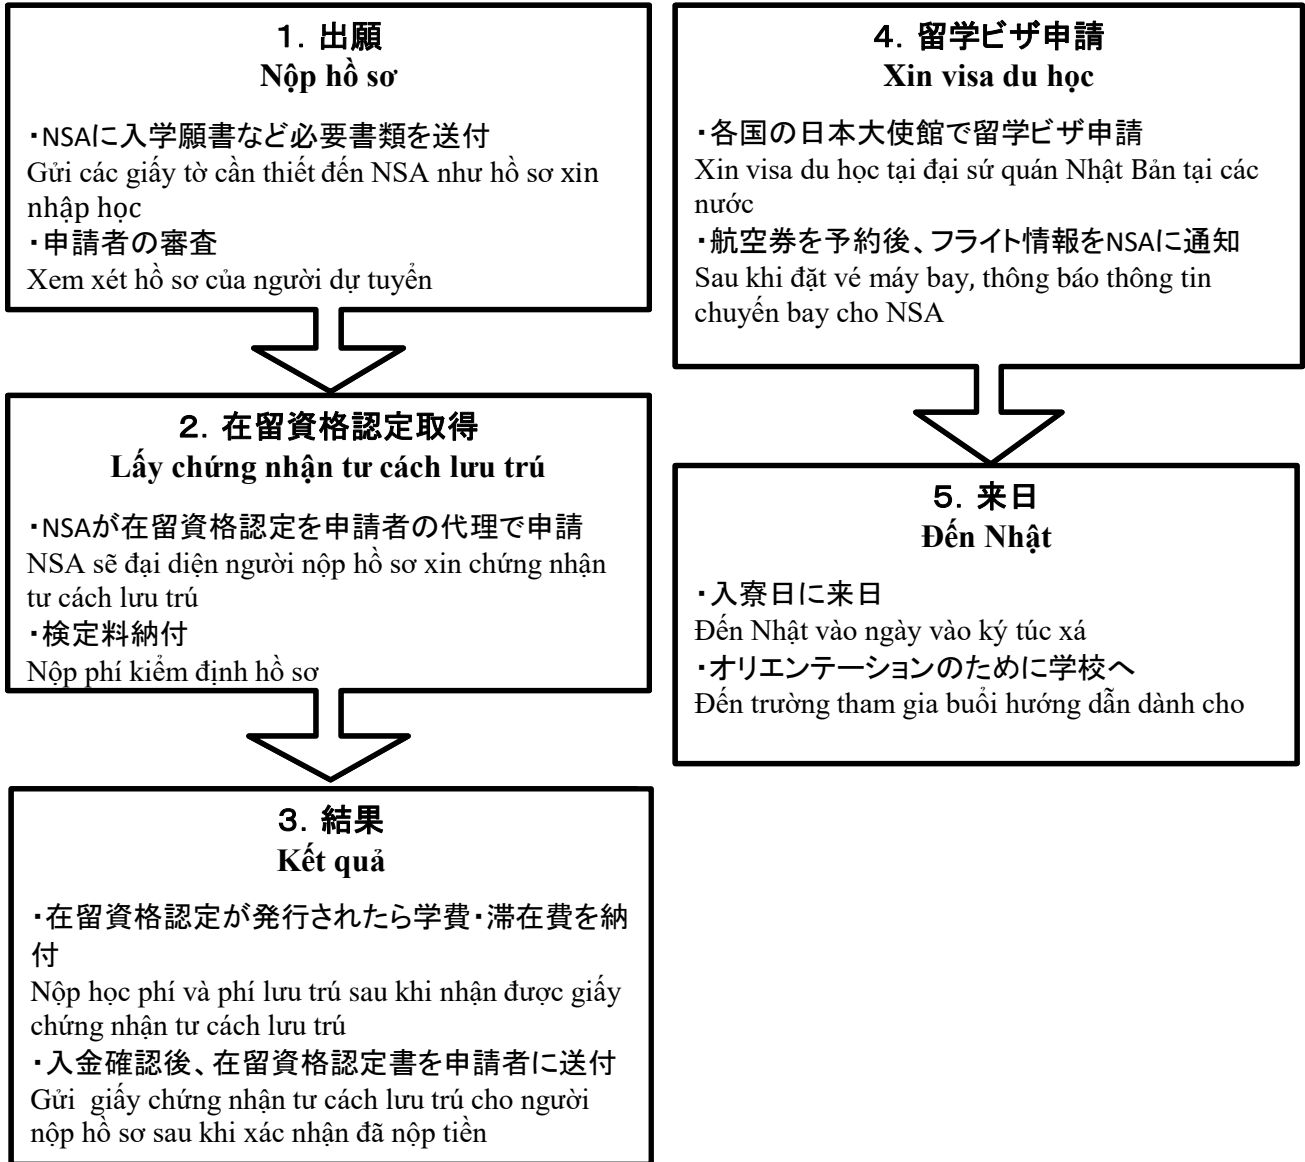 1．出願
Nộp hồ sơ
・NSAに入学願書など必要書類を送付
Gửi các giấy tờ cần thiết đến NSA như hồ sơ xin
nhập học
・申請者の審査
Xem xét hồ sơ của người dự tuyển
2．在留資格認定取得
Lấy chứng nhận tư cách lưu trú
・NSAが在留資格認定を申請者の代理で申請
NSA sẽ đại diện người nộp hồ sơ xin chứng nhận
tư cách lưu trú
・検定料納付
Nộp phí kiểm định hồ sơ
3．結果
Kết quả
・在留資格認定が発行されたら学費・滞在費を納
付
Nộp học phí và phí lưu trú sau khi nhận được giấy
chứng nhận tư cách lưu trú
・入金確認後、在留資格認定書を申請者に送付
Gửi giấy chứng nhận tư cách lưu trú cho người
nộp hồ sơ sau khi xác nhận đã nộp tiền
4．留学ビザ申請
Xin visa du học
・各国の日本大使館で留学ビザ申請
Xin visa du học tại đại sứ quán Nhật Bản tại các
nước
・航空券を予約後、フライト情報をNSAに通知
Sau khi đặt vé máy bay, thông báo thông tin
chuyến bay cho NSA
5．来日
Đến Nhật
・入寮日に来日
Đến Nhật vào ngày vào ký túc xá
・オリエンテーションのために学校へ
Đến trường tham gia buổi hướng dẫn dành cho